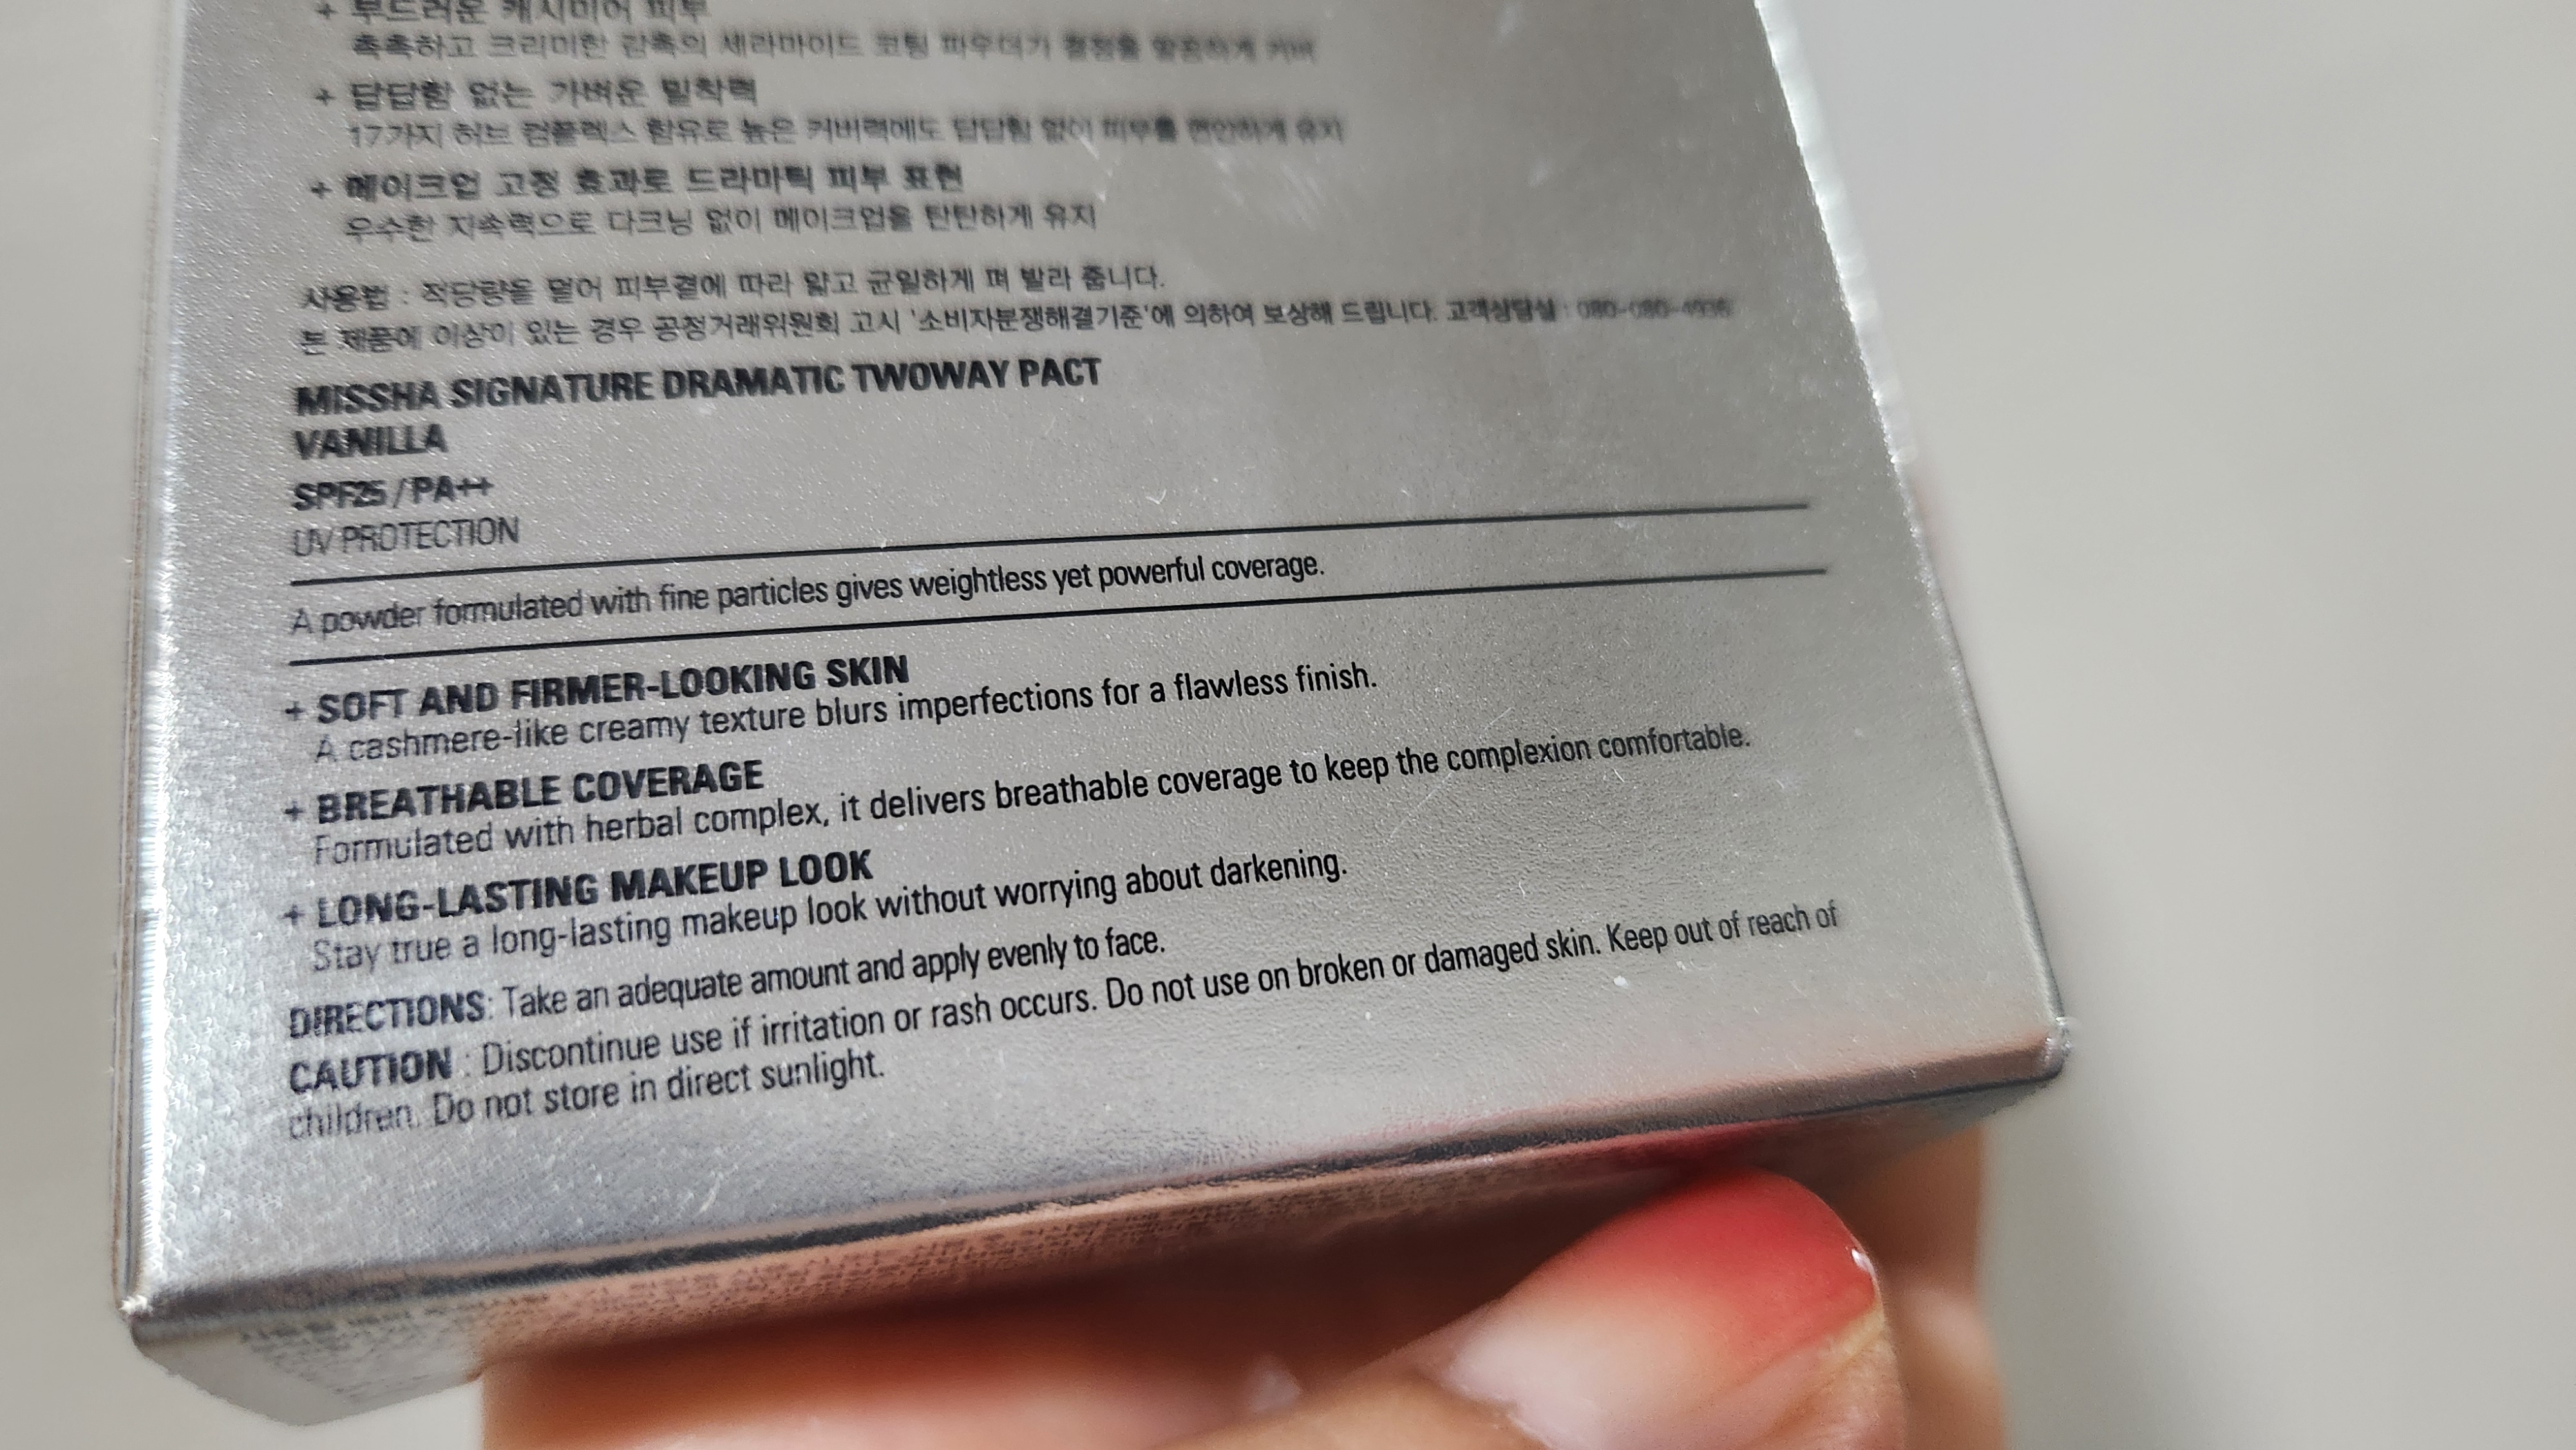 + 부드러운 캐시미어 피부
촉촉하고 크리미한 감촉의 세라마이드 코팅 파우더가 결점을 말끔하게 커버
+ 답답함 없는 가벼운 밀착력
17가지 허브 컴플렉스 함유로 높은 커버력에도 답답함 없이 피부를 편안하게 유지
+ 메이크업 고정 효과로 드라마틱 피부 표현
우수한 지속력으로 다크닝 없이 메이크업을 탄탄하게 유지
사용법 : 적당량을 덜어 피부결에 따라 얇고 균일하게 펴 발라 줍니다.
본 제품에 이상이 있는 경우 공정거래위원회 고시 '소비자분쟁해결기준'에 의하여 보상해 드립니다. 고객상담실 : 080-080-4936
MISSHA SIGNATURE DRAMATIC TWOWAY PACT
VANILLA
SPF25 / PA++
UV PROTECTION
A powder formulated with fine particles gives weightless yet powerful coverage.
+ SOFT AND FIRMER-LOOKING SKIN
A cashmere-like creamy texture blurs imperfections for a flawless finish.
+ BREATHABLE COVERAGE
Formulated with herbal complex, it delivers breathable coverage to keep the complexion comfortable.
+ LONG-LASTING MAKEUP LOOK
Stay true a long-lasting makeup look without worrying about darkening.
DIRECTIONS: Take an adequate amount and apply evenly to face.
CAUTION : Discontinue use if irritation or rash occurs. Do not use on broken or damaged skin. Keep out of reach of
children. Do not store in direct sunlight.